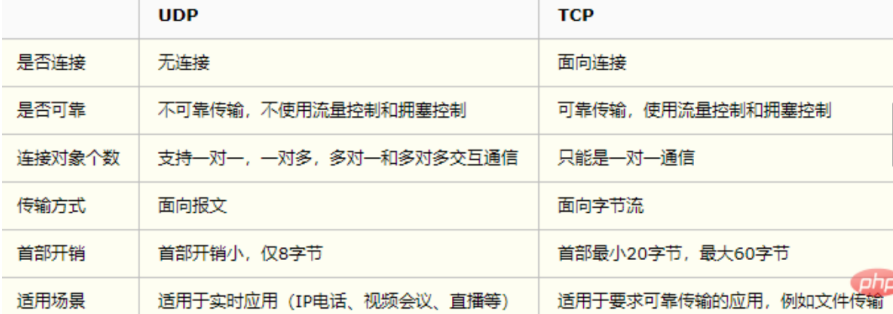 UDP TCP
是否连接 无连接 面向连接
是否可靠 不可靠传输，不使用流量控制和拥塞控制 可靠传输，使用流量控制和拥塞控制
连接对象个数 支持一对一，一对多，多对一和多对多交互通信 只能是一对一通信
传输方式 面向报文 面向字节流
首部开销 首部开销小，仅8字节 首部最小20字节，最大60字节
适用场景 适用于实时应用（IP电话、视频会议、直播等） 适用于要求可靠传输的应用，例如文件传输
php